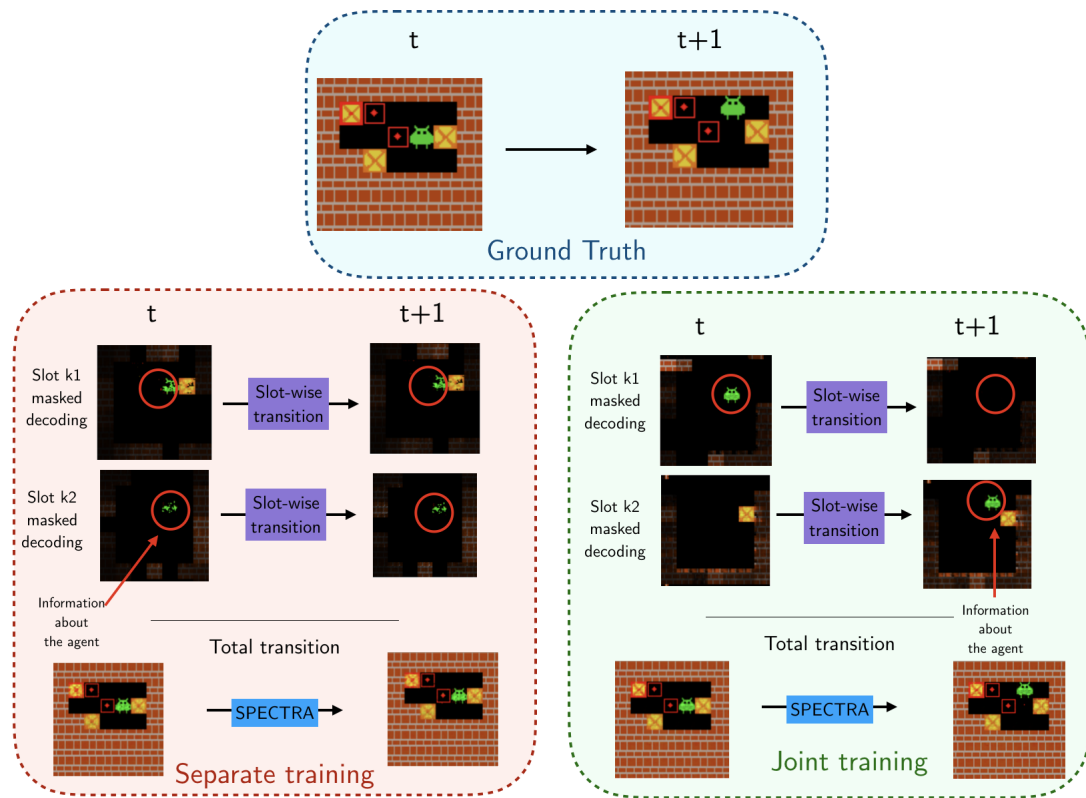 t
t+1
Ground Truth
t
t+1
Slot k1
masked
decoding
Slot-wise
transition
Slot k2
masked
decoding
Slot-wise
transition
Information
about
the agent
Total transition
SPECTRA
Separate training
t
t+1
Slot k1
masked
decoding
Slot-wise
transition
Slot k2
masked
decoding
Slot-wise
transition
Information
about
the agent
Total transition
SPECTRA
Joint training